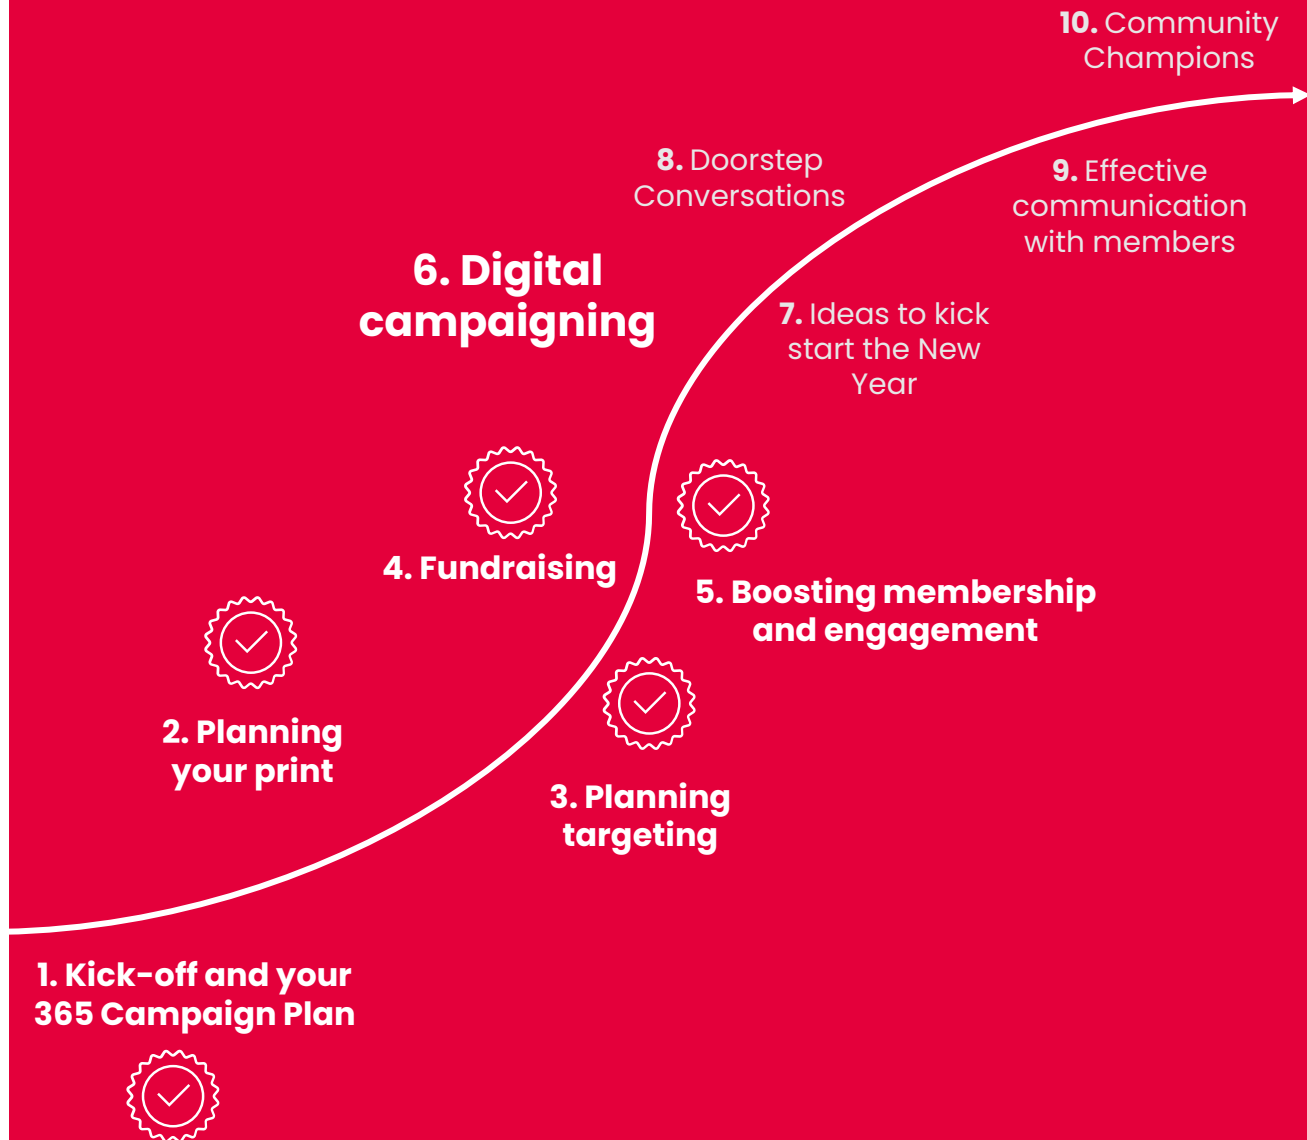 10. Community
Champions
8. Doorstep
Conversations
9. Effective
communication
with members
6. Digital
campaigning
7. Ideas to kick
start the New
Year
4. Fundraising
5. Boosting membership
and engagement
2. Planning
your print
3. Planning
targeting
1. Kick-off and your
365 Campaign Plan